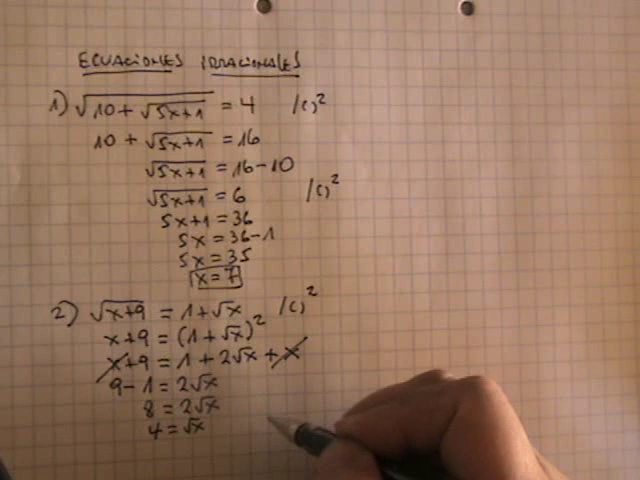 ECUACIONES IRRACIONALES
1) √(10 + √(5x+1)) = 4 /( )²
10 + √(5x+1) = 16
√(5x+1) = 16 - 10
√(5x+1) = 6 /( )²
5x+1 = 36
5x = 36-1
5x = 35
x = 7
2) √(x+9) = 1 + √x /( )²
x+9 = (1 + √x)²
x+9 = 1 + 2√x + x
9 - 1 = 2√x
8 = 2√x
4 = √x